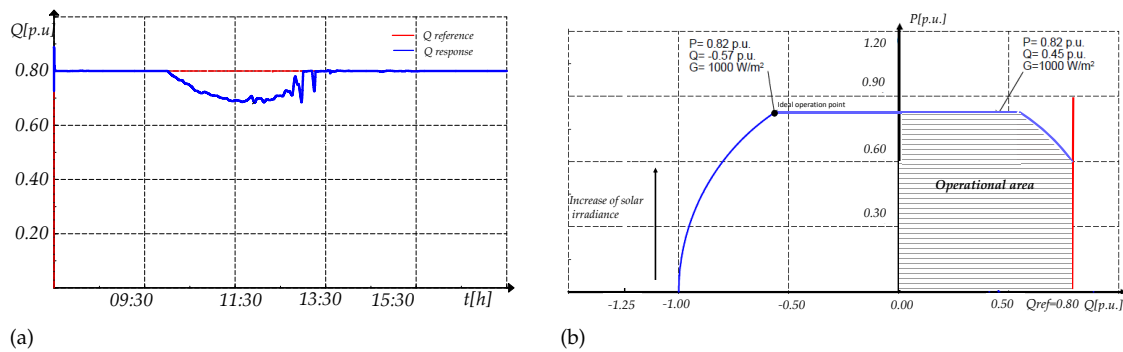 Q[p.u]
Q reference
Q response
0.80
0.60
0.40
0.20
09:30
11:30
13:30
15:30
t[h]
(a)
P[p.u.]
P= 0.82 p.u.
Q= -0.57 p.u.
G= 1000 W/m²
1.20
P= 0.82 p.u.
Q= 0.45 p.u.
G=1000 W/m²
0.90
Ideal operation point
0.60
Operational area
Increase of solar
irradiance
0.30
-1.25
-1.00
-0.50
0.00
0.50
Qref=0.80
Q[p.u.]
(b)